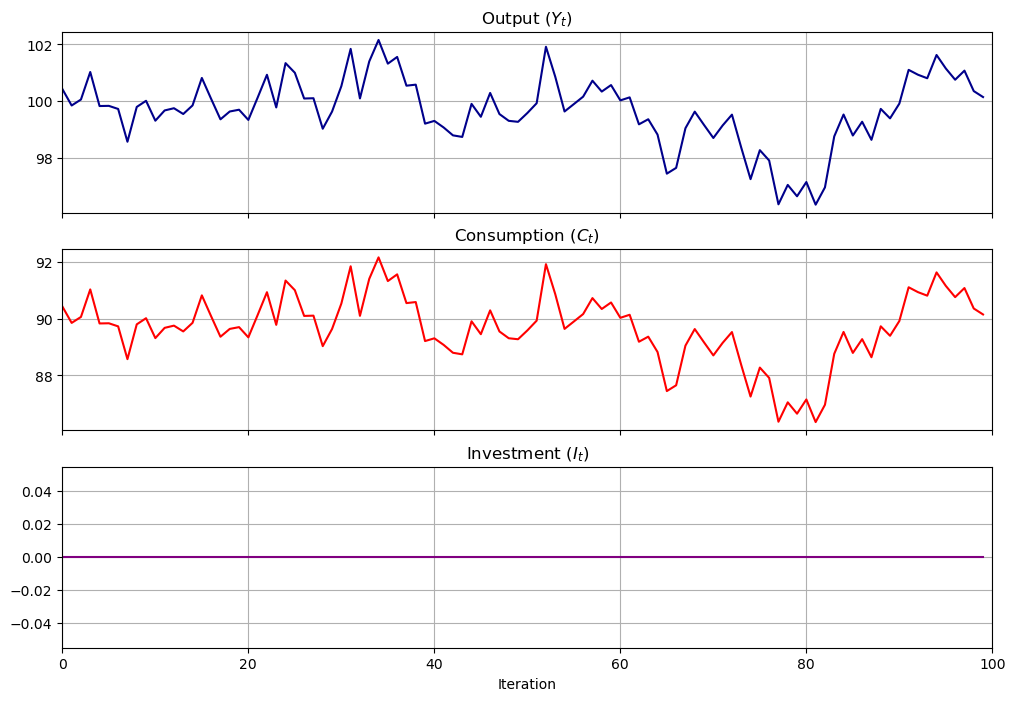 Output (Y_t)
102
100
98
Consumption (C_t)
92
90
88
Investment (I_t)
0.04
0.02
0.00
−0.02
−0.04
0 20 40 60 80 100
Iteration